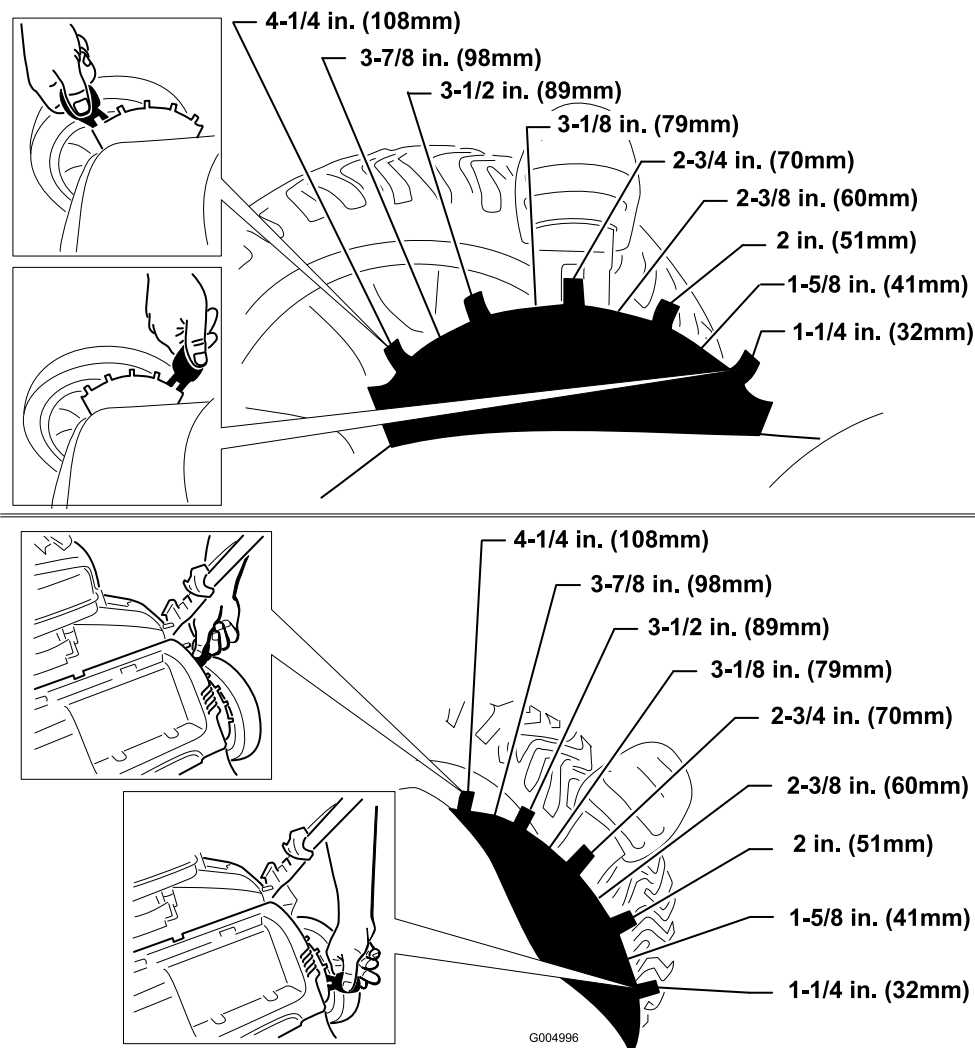 4-1/4 in. (108mm)
3-7/8 in. (98mm)
3-1/2 in. (89mm)
3-1/8 in. (79mm)
2-3/4 in. (70mm)
2-3/8 in. (60mm)
2 in. (51mm)
1-5/8 in. (41mm)
1-1/4 in. (32mm)
4-1/4 in. (108mm)
3-7/8 in. (98mm)
3-1/2 in. (89mm)
3-1/8 in. (79mm)
2-3/4 in. (70mm)
2-3/8 in. (60mm)
2 in. (51mm)
1-5/8 in. (41mm)
1-1/4 in. (32mm)
G004996